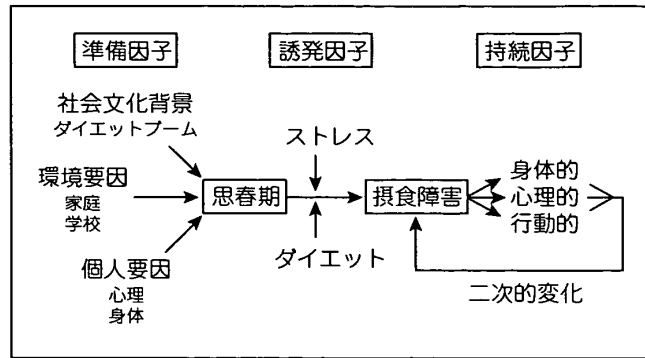 準備因子
誘発因子
持続因子
社会文化背景
ダイエットブーム
環境要因
家庭
学校
個人要因
心理
身体
思春期
ストレス
ダイエット
摂食障害
身体的
心理的
行動的
二次的変化